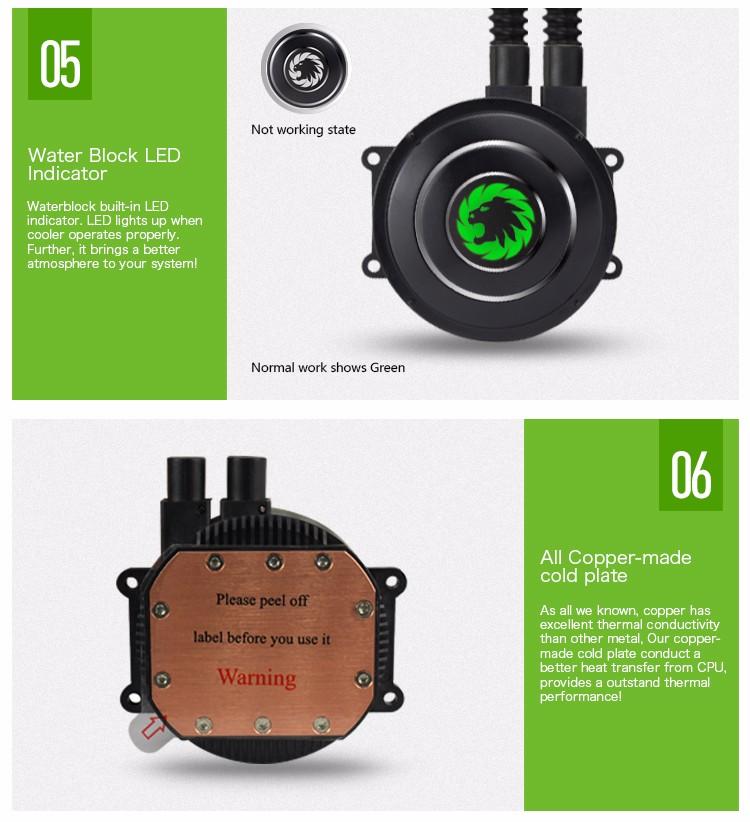 05
Water Block LED
Indicator
Waterblock built-in LED
indicator. LED lights up when
cooler operates properly.
Further, it brings a better
atmosphere to your system!
Not working state
Normal work shows Green
06
All Copper-made
cold plate
As all we known, copper has
excellent thermal conductivity
than other metal, Our copper-
made cold plate conduct a
better heat transfer from CPU,
provides a outstand thermal
performance!
Please peel off
label before you use it
Warning